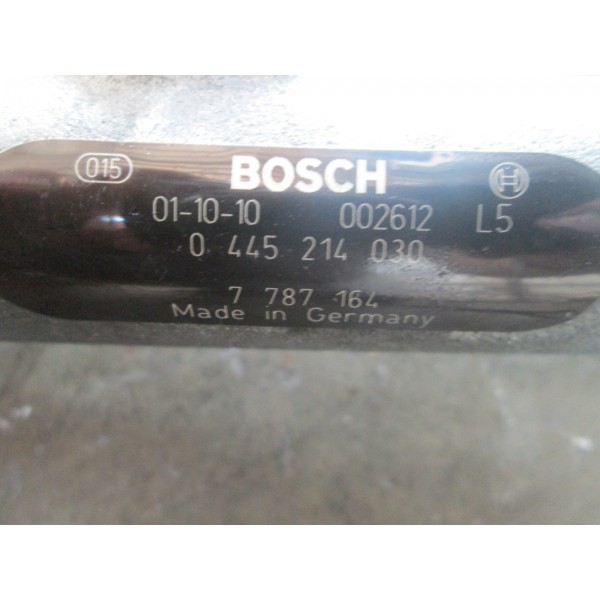 015 BOSCH
01-10-10 002612 L5
0 445 214 030
7 787 164
Made in Germany